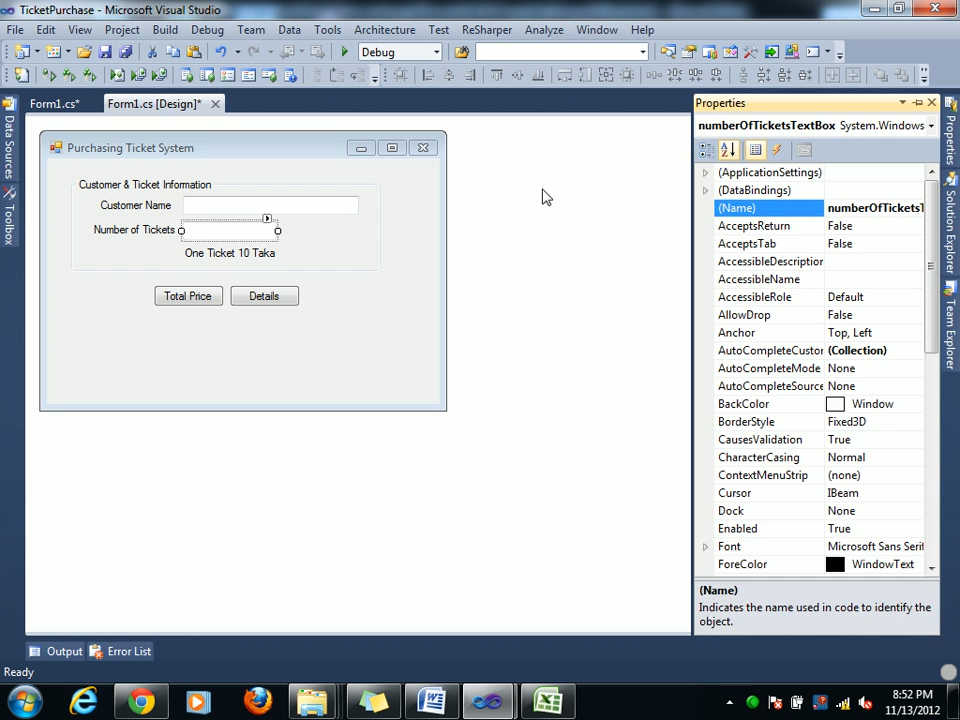 TicketPurchase - Microsoft Visual Studio
File Edit View Project Build Debug Team Data Tools Architecture Test ReSharper Analyze Window Help
Debug
Form1.cs* Form1.cs [Design]*
Properties
numberOfTicketsTextBox System.Windows
Data Sources
Toolbox
Properties
Solution Explorer
Team Explorer
Purchasing Ticket System
Customer & Ticket Information
Customer Name
Number of Tickets
One Ticket 10 Taka
Total Price Details
(ApplicationSettings)
(DataBindings)
(Name) numberOfTicketsT
AcceptsReturn False
AcceptsTab False
AccessibleDescription
AccessibleName
AccessibleRole Default
AllowDrop False
Anchor Top, Left
AutoCompleteCustor (Collection)
AutoCompleteMode None
AutoCompleteSource None
BackColor Window
BorderStyle Fixed3D
CausesValidation True
CharacterCasing Normal
ContextMenuStrip (none)
Cursor IBeam
Dock None
Enabled True
Font Microsoft Sans Serif
ForeColor WindowText
(Name)
Indicates the name used in code to identify the
object.
Output Error List
Ready
8:52 PM
11/13/2012